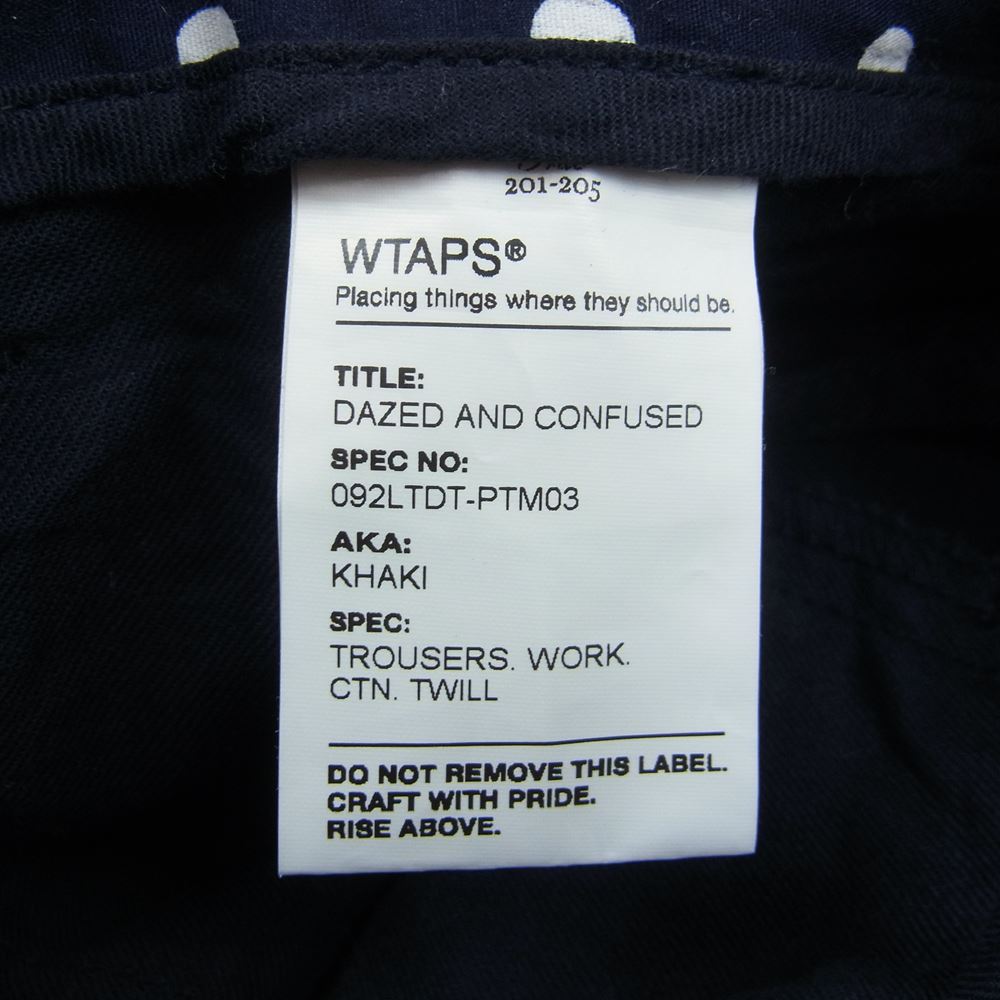 201-205
WTAPS®
Placing things where they should be.
TITLE:
DAZED AND CONFUSED
SPEC NO:
092LTDT-PTM03
AKA:
KHAKI
SPEC:
TROUSERS. WORK.
CTN. TWILL
DO NOT REMOVE THIS LABEL.
CRAFT WITH PRIDE.
RISE ABOVE.